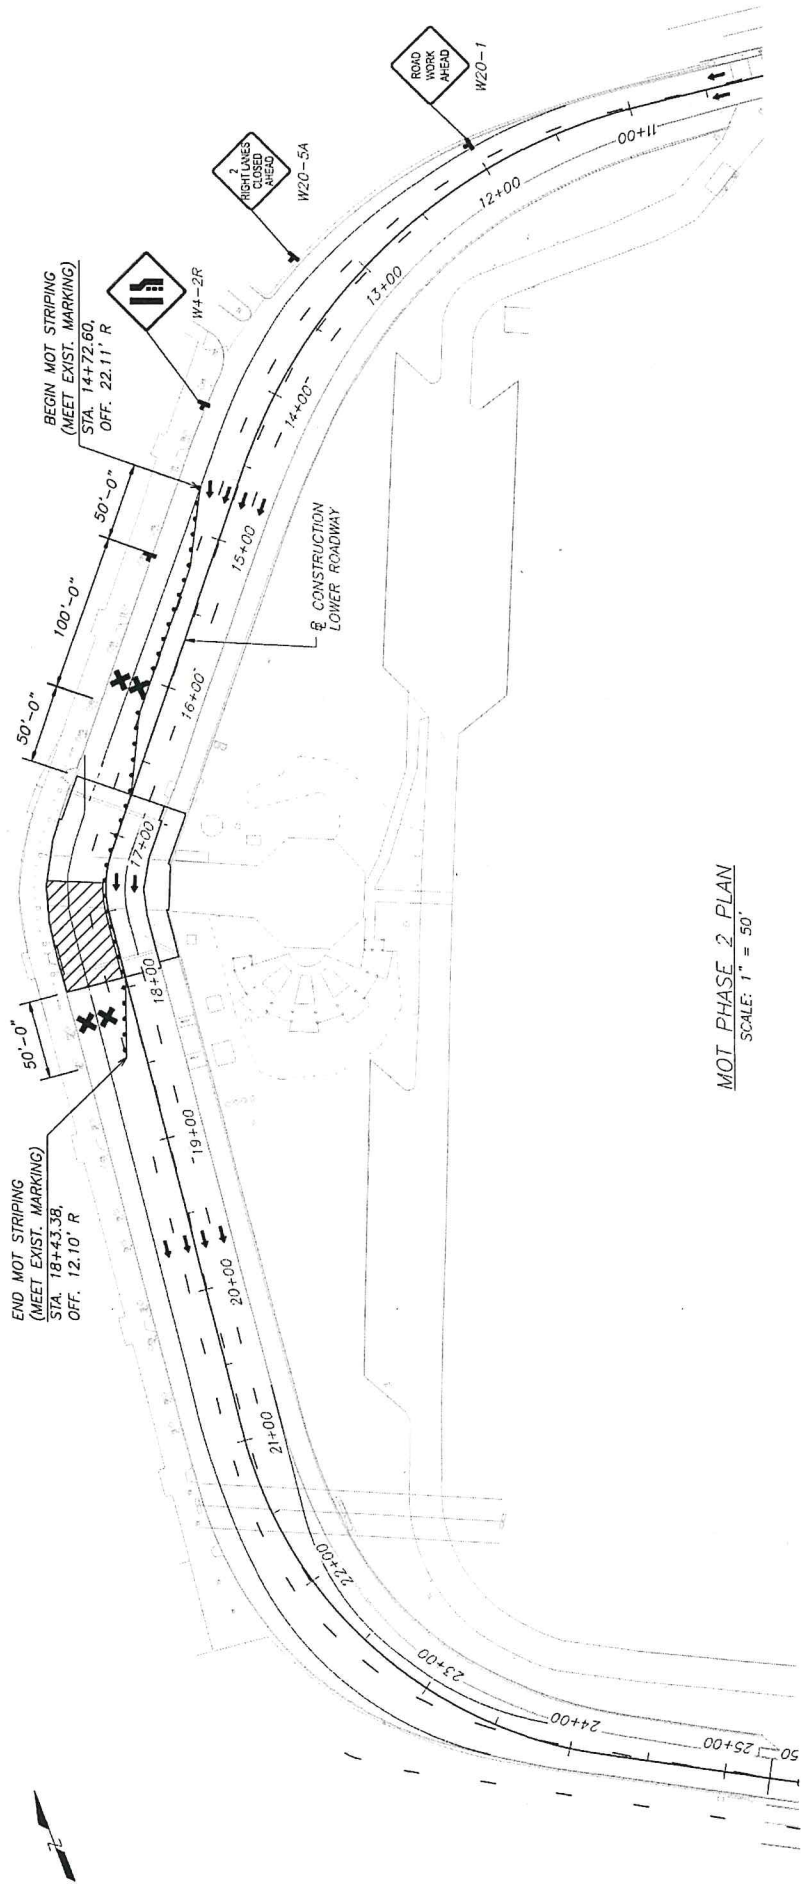 END MOT STRIPING
(MEET EXIST. MARKING)
STA. 18+43.38,
OFF. 12.10' R
50'-0"
50'-0"
100'-0"
50'-0"
BEGIN MOT STRIPING
(MEET EXIST. MARKING)
STA. 14+72.60,
OFF. 22.11' R
W4-2R
2
RIGHT LANES
CLOSED
AHEAD
W20-5A
ROAD
WORK
AHEAD
W20-1
25+00
24+00
23+00
22+00
21+00
20+00
19+00
18+00
17+00
16+00
15+00
14+00
13+00
12+00
11+00
50
CONSTRUCTION
LOWER ROADWAY
MOT PHASE 2 PLAN
SCALE: 1" = 50'
Z